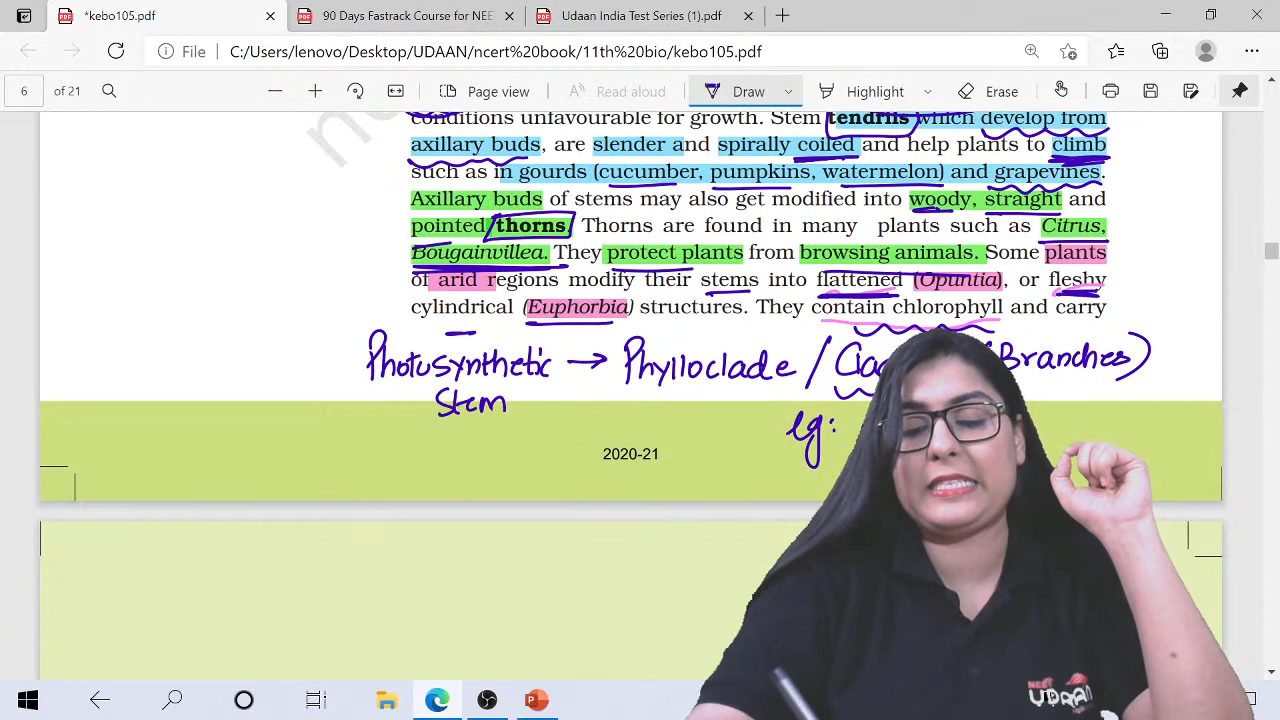 *kebo105.pdf
90 Days Fastrack Course for NEE
Udaan India Test Series (1).pdf
File C:/Users/lenovo/Desktop/UDAAN/ncert%20book/11th%20bio/kebo105.pdf
6 of 21 Page view Read aloud Draw Highlight Erase
conditions unfavourable for growth. Stem tendrils which develop from
axillary buds, are slender and spirally coiled and help plants to climb
such as in gourds (cucumber, pumpkins, watermelon) and grapevines.
Axillary buds of stems may also get modified into woody, straight and
pointed thorns. Thorns are found in many plants such as Citrus,
Bougainvillea. They protect plants from browsing animals. Some plants
of arid regions modify their stems into flattened (Opuntia), or fleshy
cylindrical (Euphorbia) structures. They contain chlorophyll and carry
Photosynthetic → Phylloclade / (Branches)
Stem
eg:
2020-21
UDAAN